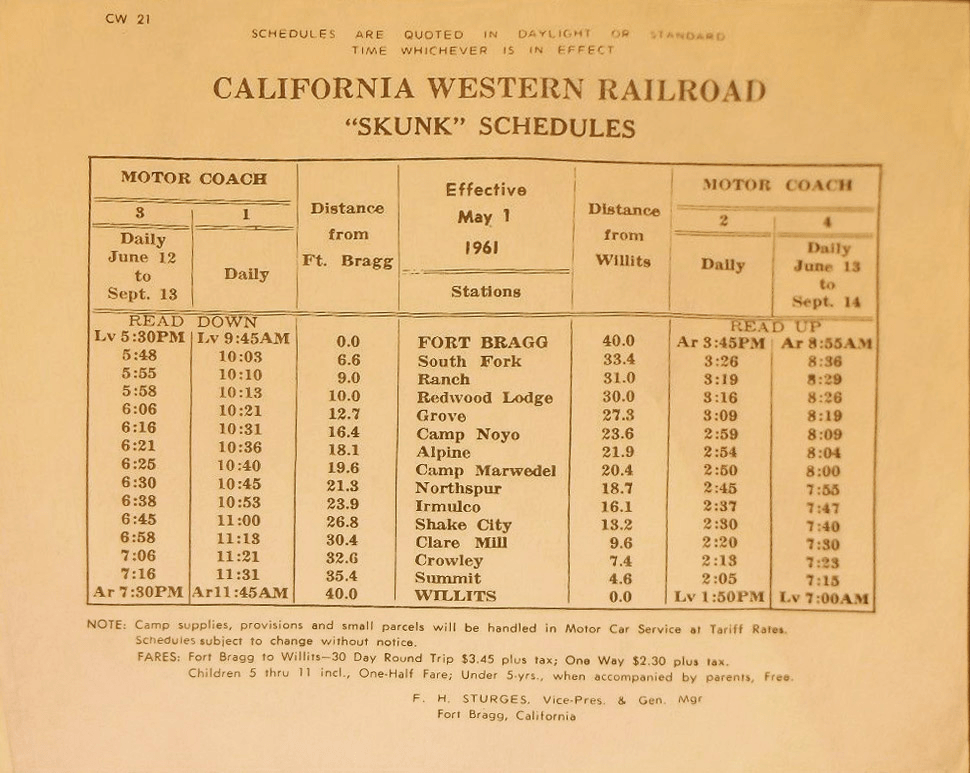 CW 21
SCHEDULES ARE QUOTED IN DAYLIGHT OR STANDARD
TIME WHICHEVER IS IN EFFECT
CALIFORNIA WESTERN RAILROAD
"SKUNK" SCHEDULES
MOTOR COACH Distance from Ft. Bragg Effective May 1 1961 Distance from Willits MOTOR COACH
3 1 2 4
Daily June 12 to Sept. 13 Daily Stations Daily Daily June 13 to Sept. 14
READ DOWN READ UP
Lv 5:30PM Lv 9:45AM 0.0 FORT BRAGG 40.0 Ar 3:45PM Ar 8:55AM
5:48 10:03 6.6 South Fork 33.4 3:26 8:36
5:55 10:10 9.0 Ranch 31.0 3:19 8:29
5:58 10:13 10.0 Redwood Lodge 30.0 3:16 8:26
6:06 10:21 12.7 Grove 27.3 3:09 8:19
6:16 10:31 16.4 Camp Noyo 23.6 2:59 8:09
6:21 10:36 18.1 Alpine 21.9 2:54 8:04
6:25 10:40 19.6 Camp Marwedel 20.4 2:50 8:00
6:30 10:45 21.3 Northspur 18.7 2:45 7:55
6:38 10:53 23.9 Irmulco 16.1 2:37 7:47
6:45 11:00 26.8 Shake City 13.2 2:30 7:40
6:58 11:13 30.4 Clare Mill 9.6 2:20 7:30
7:06 11:21 32.6 Crowley 7.4 2:13 7:23
7:16 11:31 35.4 Summit 4.6 2:05 7:15
Ar 7:30PM Ar11:45AM 40.0 WILLITS 0.0 Lv 1:50PM Lv 7:00AM
NOTE: Camp supplies, provisions and small parcels will be handled in Motor Car Service at Tariff Rates.
Schedules subject to change without notice.
FARES: Fort Bragg to Willits—30 Day Round Trip $3.45 plus tax; One Way $2.30 plus tax.
Children 5 thru 11 incl., One-Half Fare; Under 5-yrs., when accompanied by parents, Free.
F. H. STURGES, Vice-Pres. & Gen. Mgr
Fort Bragg, California